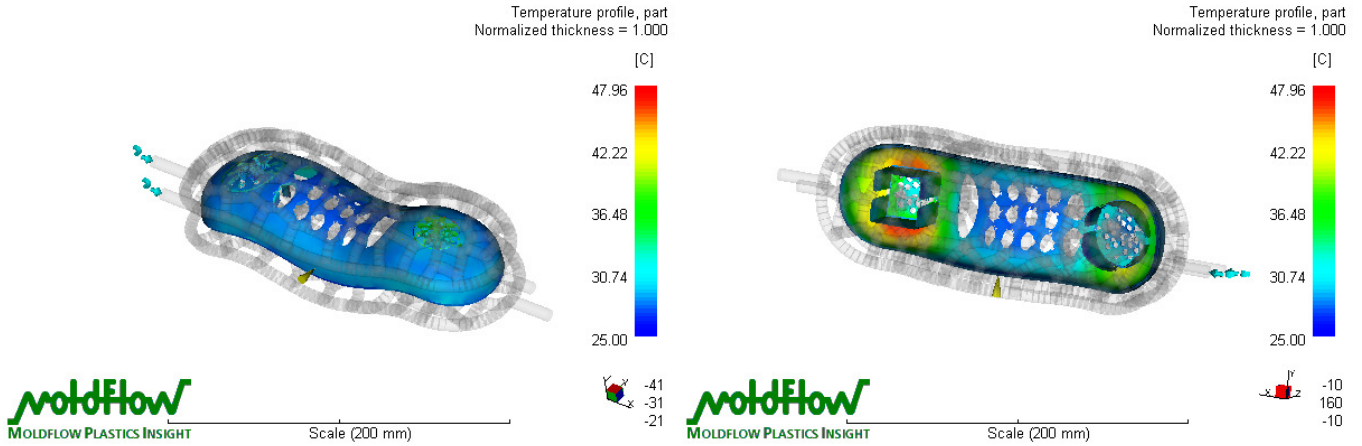 Temperature profile, part
Normalized thickness = 1.000
[C]
47.96
42.22
36.48
30.74
25.00
moldflow
MOLDFLOW PLASTICS INSIGHT
Scale (200 mm)
Y
Y
X
-41
-31
-21
Temperature profile, part
Normalized thickness = 1.000
[C]
47.96
42.22
36.48
30.74
25.00
moldflow
MOLDFLOW PLASTICS INSIGHT
Scale (200 mm)
Y
X
Z
-10
160
-10